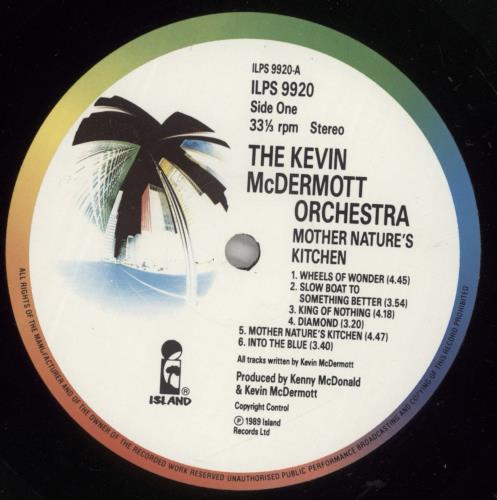 ILPS 9920-A
ILPS 9920
Side One
33⅓ rpm Stereo
THE KEVIN
McDERMOTT
ORCHESTRA
MOTHER NATURE'S
KITCHEN
1. WHEELS OF WONDER (4.45)
2. SLOW BOAT TO
SOMETHING BETTER (3.54)
3. KING OF NOTHING (4.18)
4. DIAMOND (3.20)
5. MOTHER NATURE'S KITCHEN (4.47)
6. INTO THE BLUE (3.40)
All tracks written by Kevin McDermott
Produced by Kenny McDonald
& Kevin McDermott
Copyright Control
℗ 1989 Island
Records Ltd
ISLAND®
ALL RIGHTS OF THE MANUFACTURER AND OF THE OWNER OF THE RECORDED WORK RESERVED UNAUTHORISED PUBLIC PERFORMANCE BROADCASTING AND COPYING OF THIS RECORD PROHIBITED